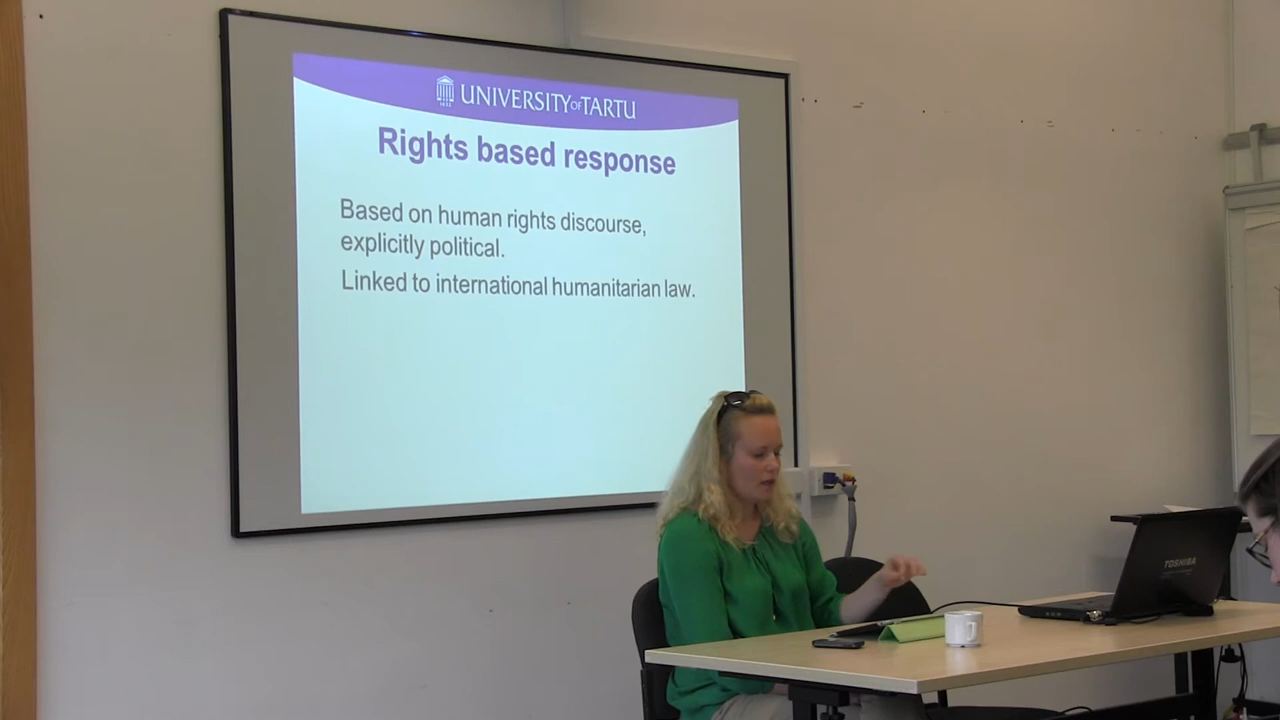 UNIVERSITY OF TARTU
1632
Rights based response
Based on human rights discourse,
explicitly political.
Linked to international humanitarian law.
TOSHIBA